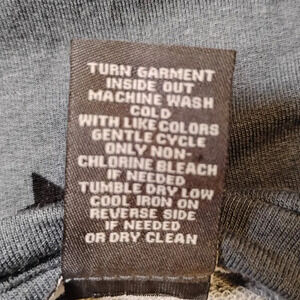 TURN GARMENT
INSIDE OUT
MACHINE WASH
COLD
WITH LIKE COLORS
GENTLE CYCLE
ONLY NON-
CHLORINE BLEACH
IF NEEDED
TUMBLE DRY LOW
COOL IRON ON
REVERSE SIDE
IF NEEDED
OR DRY CLEAN